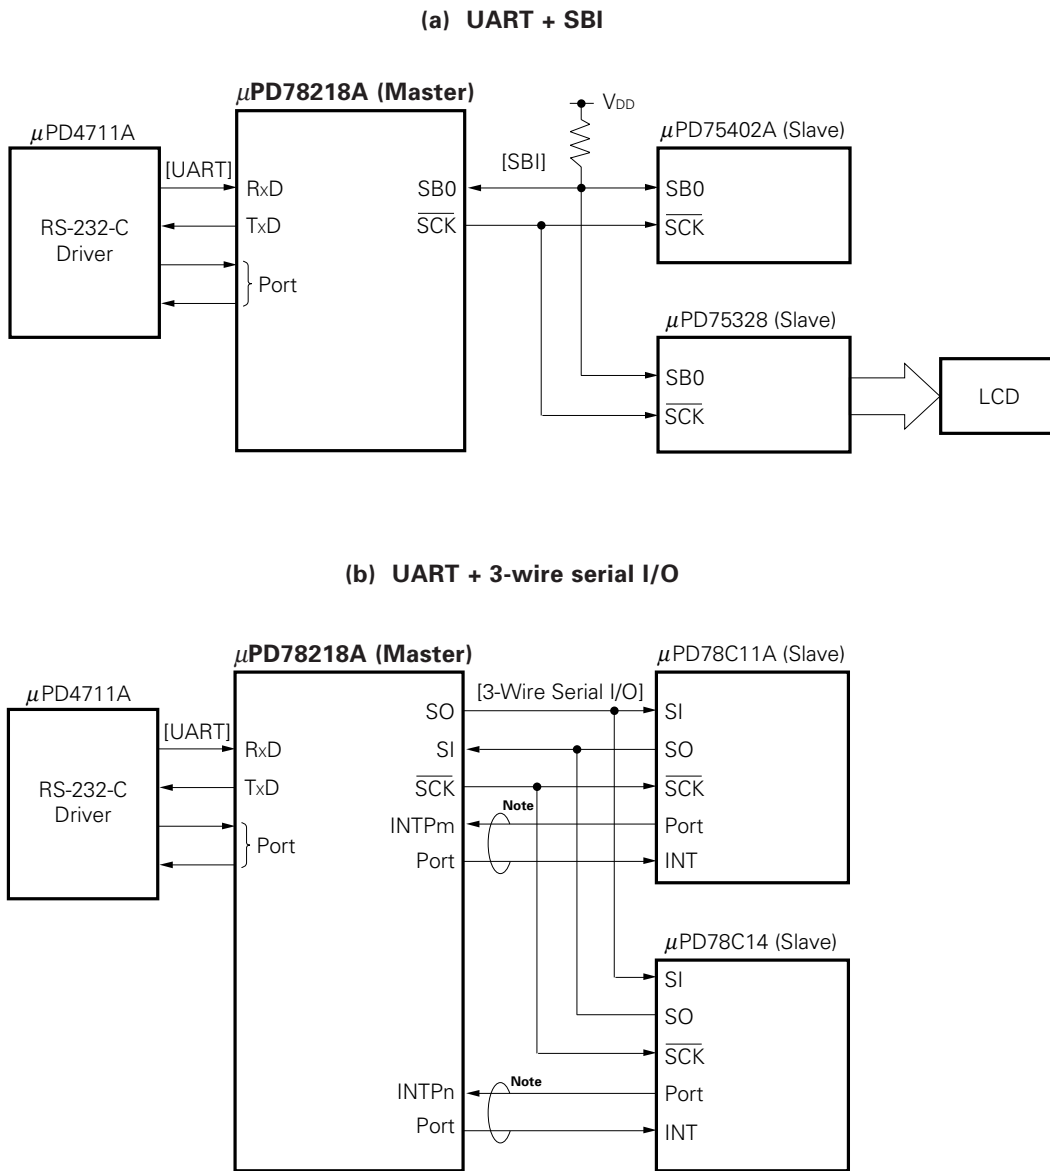 (a) UART + SBI
μPD78218A (Master)
VDD
μPD4711A
μPD75402A (Slave)
[UART]
[SBI]
RxD
SB0
SB0
RS-232-C
Driver
TxD
SCK
SCK
Port
μPD75328 (Slave)
SB0
SCK
LCD
(b) UART + 3-wire serial I/O
μPD78218A (Master)
μPD78C11A (Slave)
μPD4711A
[3-Wire Serial I/O]
SO
SI
[UART]
RxD
SI
SO
RS-232-C
Driver
TxD
SCK
SCK
Note
INTPm
Port
Port
Port
INT
μPD78C14 (Slave)
SI
SO
SCK
Note
INTPn
Port
Port
INT